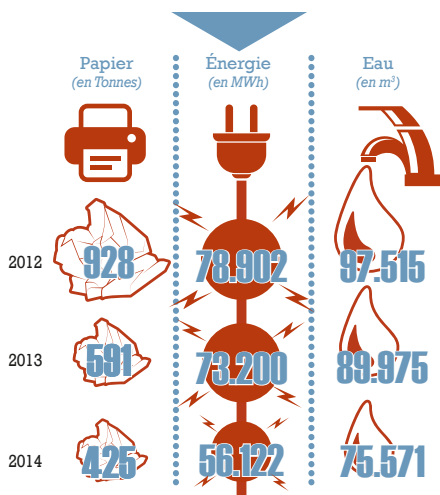 Papier
(en Tonnes)
Énergie
(en MWh)
Eau
(en m³)
2012
928
78.902
97.515
2013
591
73.200
89.975
2014
425
56.122
75.571